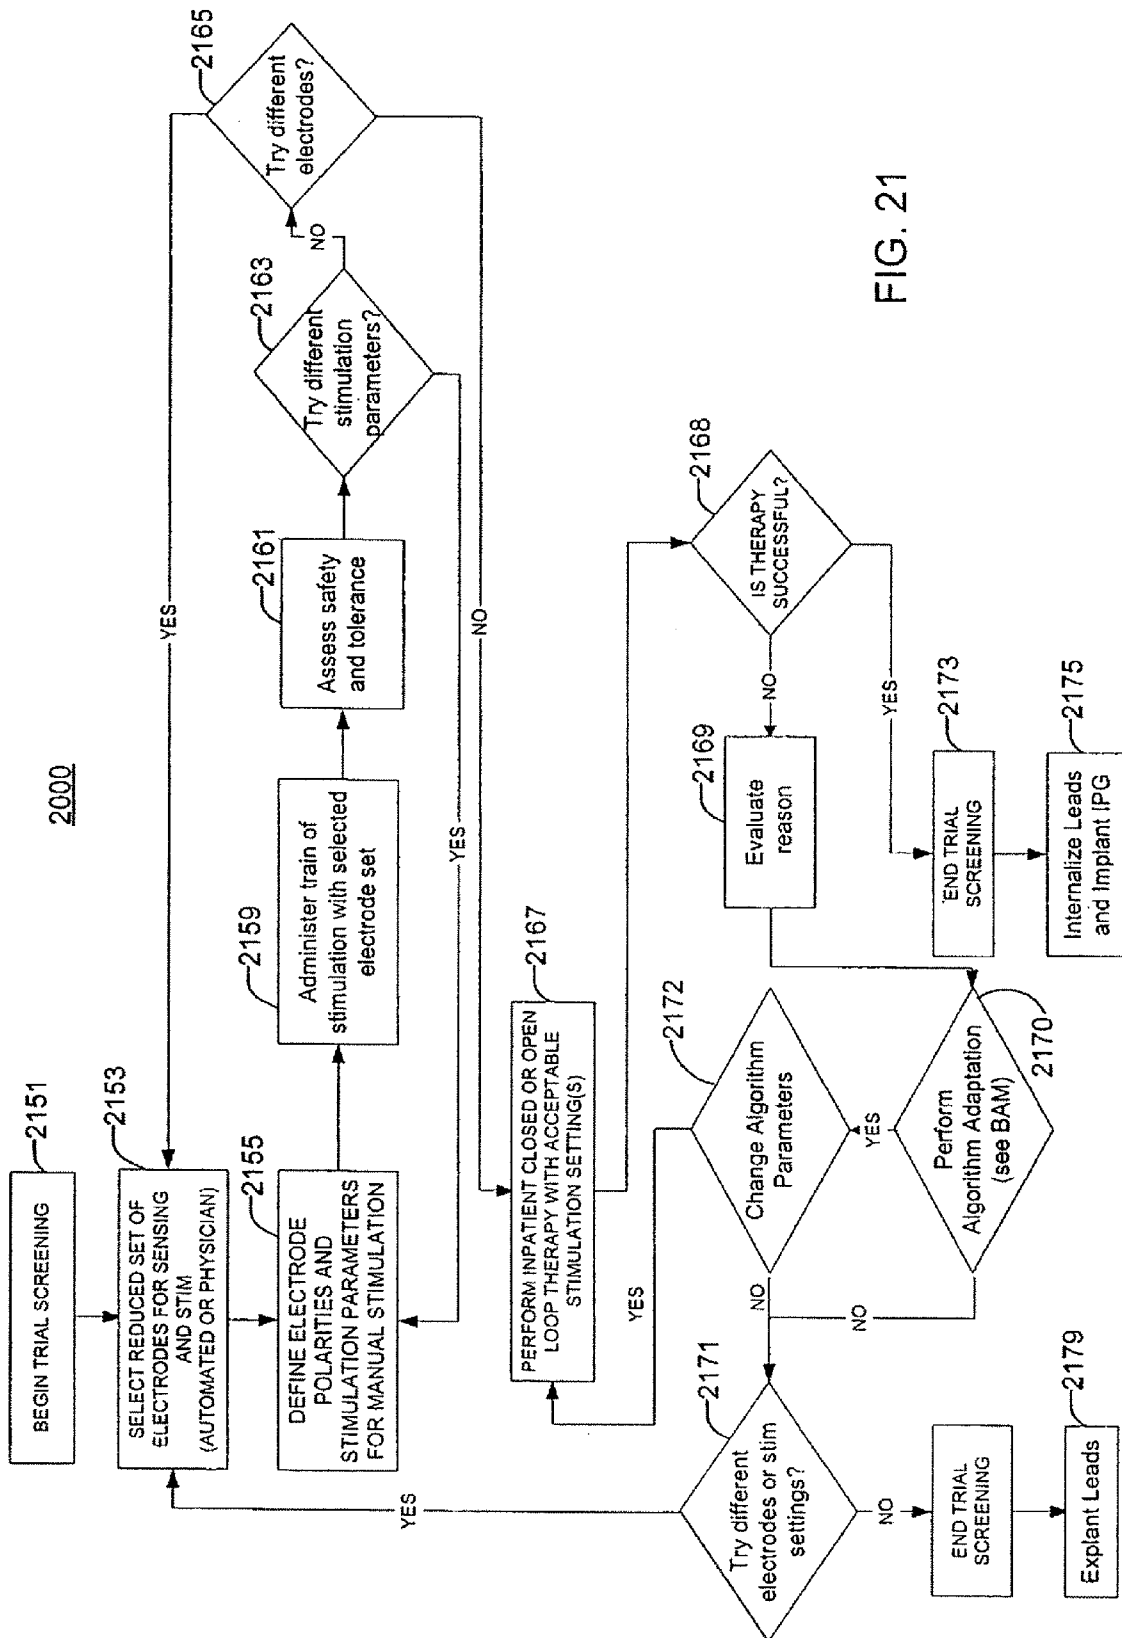 2000
2151
BEGIN TRIAL SCREENING
2153
SELECT REDUCED SET OF
ELECTRODES FOR SENSING
AND STIM
(AUTOMATED OR PHYSICIAN)
2155
DEFINE ELECTRODE
POLARITIES AND
STIMULATION PARAMETERS
FOR MANUAL STIMULATION
2159
Administer train of
stimulation with selected
electrode set
2161
Assess safety
and tolerance
2163
Try different
stimulation
parameters?
NO
YES
2165
Try different
electrodes?
YES
NO
2167
PERFORM INPATIENT CLOSED OR OPEN
LOOP THERAPY WITH ACCEPTABLE
STIMULATION SETTING(S)
2168
IS THERAPY
SUCCESSFUL?
NO
YES
2169
Evaluate
reason
2170
Perform
Algorithm Adaptation
(see BAM)
YES
NO
2172
Change Algorithm
Parameters
YES
NO
2171
Try different
electrodes or stim
settings?
YES
NO
END TRIAL
SCREENING
2179
Explant Leads
2173
END TRIAL
SCREENING
2175
Internalize Leads
and Implant IPG
FIG. 21